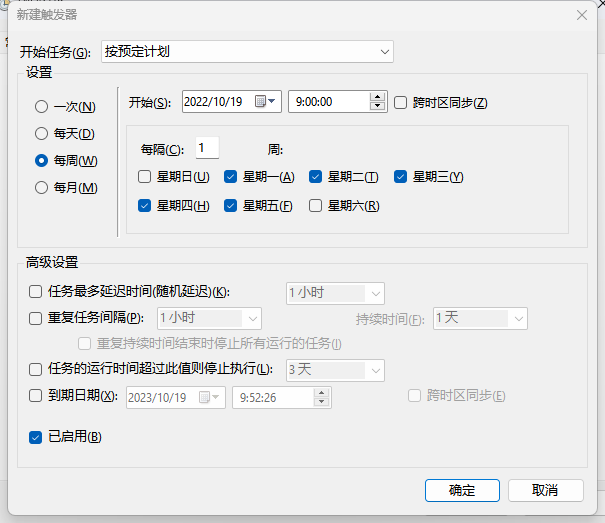 新建触发器
开始任务(G): 按预定计划
设置
一次(N)
每天(D)
每周(W)
每月(M)
开始(S): 2022/10/19 9:00:00 跨时区同步(Z)
每隔(C): 1 周:
星期日(U) 星期一(A) 星期二(T) 星期三(Y)
星期四(H) 星期五(F) 星期六(R)
高级设置
任务最多延迟时间(随机延迟)(K): 1 小时
重复任务间隔(P): 1 小时 持续时间(F): 1 天
重复持续时间结束时停止所有运行的任务(I)
任务的运行时间超过此值则停止执行(L): 3 天
到期日期(X): 2023/10/19 9:52:26 跨时区同步(E)
已启用(B)
确定 取消